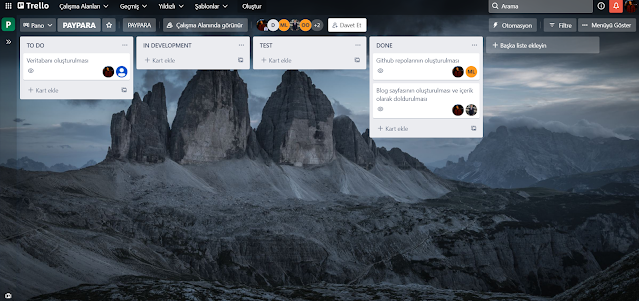 Trello Çalışma Alanları Geçmiş Yıldızlı Şablonlar Oluştur Arama
P Pano PAYPARA PAYPARA Çalışma Alanında görünür D ML OO +2 Davet Et Otomasyon Filtre ... Menüyü Göster
TO DO
Veritabanı oluşturulması
+ Kart ekle
IN DEVELOPMENT
+ Kart ekle
TEST
+ Kart ekle
DONE
Github repolarının oluşturulması
ML
Blog sayfasının oluşturulması ve içerik
olarak doldurulması
+ Kart ekle
+ Başka liste ekleyin